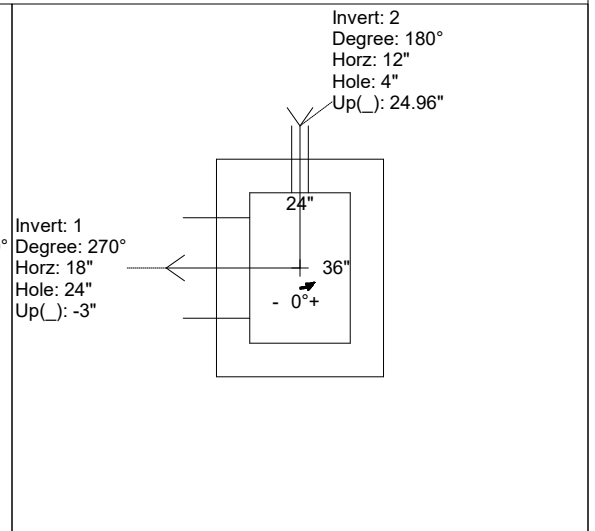 Invert: 2
Degree: 180°
Horz: 12"
Hole: 4"
Up(_): 24.96"
24"
Invert: 1
° Degree: 270°
Horz: 18"
36"
Hole: 24"
- 0°+
Up(_): -3"